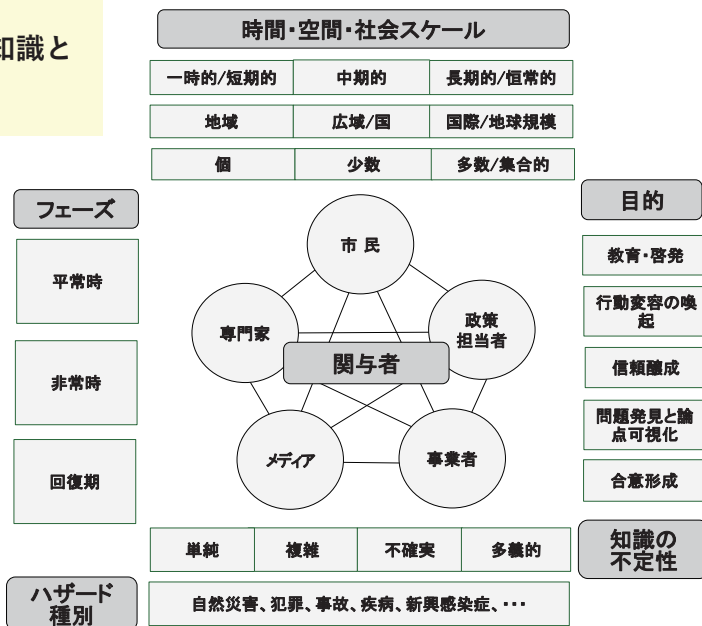 知識と
時間・空間・社会スケール
一時的/短期的 中期的 長期的/恒常的
地域 広域/国 国際/地球規模
個 少数 多数/集合的
フェーズ
平常時
非常時
回復期
市 民
専門家
政策
担当者
関与者
メディア
事業者
目的
教育・啓発
行動変容の喚
起
信頼醸成
問題発見と論
点可視化
合意形成
単純 複雑 不確実 多義的
知識の
不定性
ハザード
種別
自然災害、犯罪、事故、疾病、新興感染症、・・・